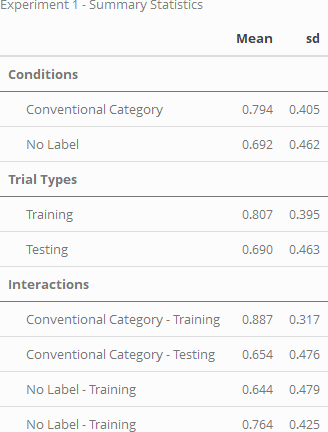 Experiment 1 - Summary Statistics
Mean sd
Conditions
Conventional Category 0.794 0.405
No Label 0.692 0.462
Trial Types
Training 0.807 0.395
Testing 0.690 0.463
Interactions
Conventional Category - Training 0.887 0.317
Conventional Category - Testing 0.654 0.476
No Label - Training 0.644 0.479
No Label - Training 0.764 0.425